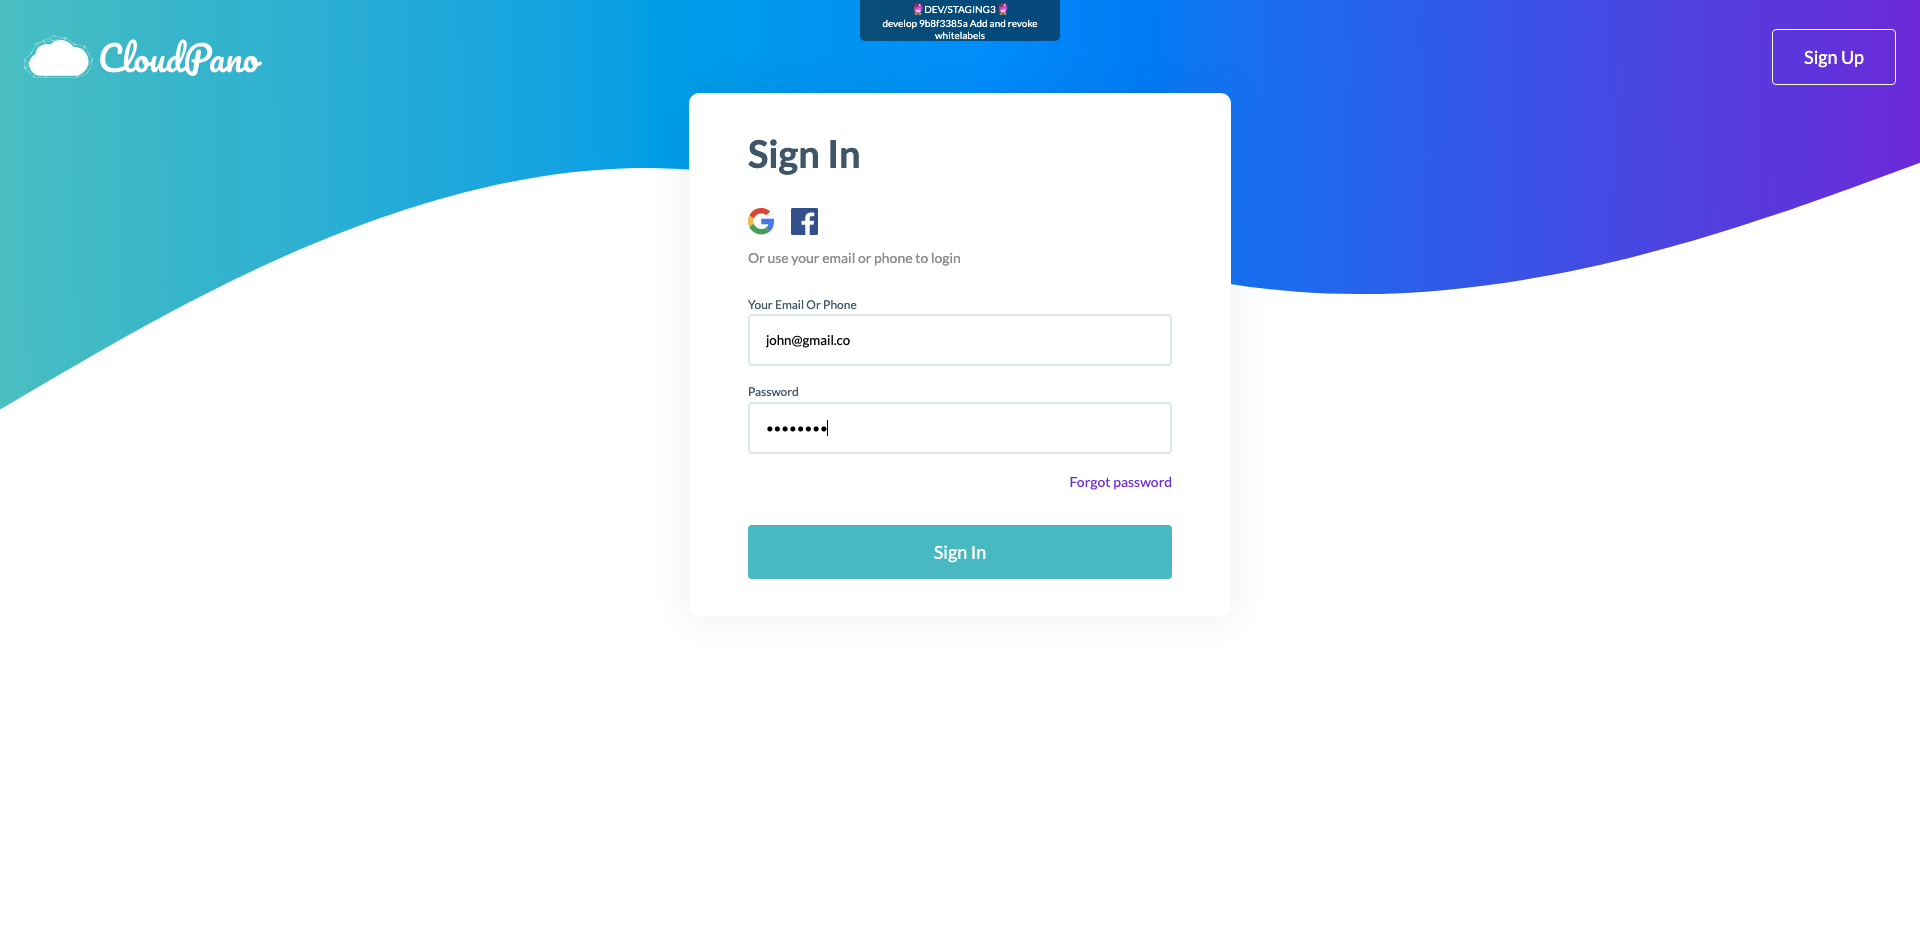 🔮DEV/STAGING3🔮
develop 9b8f3385a Add and revoke
whitelabels
CloudPano
Sign Up
Sign In
Or use your email or phone to login
Your Email Or Phone
john@gmail.co
Password
••••••••
Forgot password
Sign In